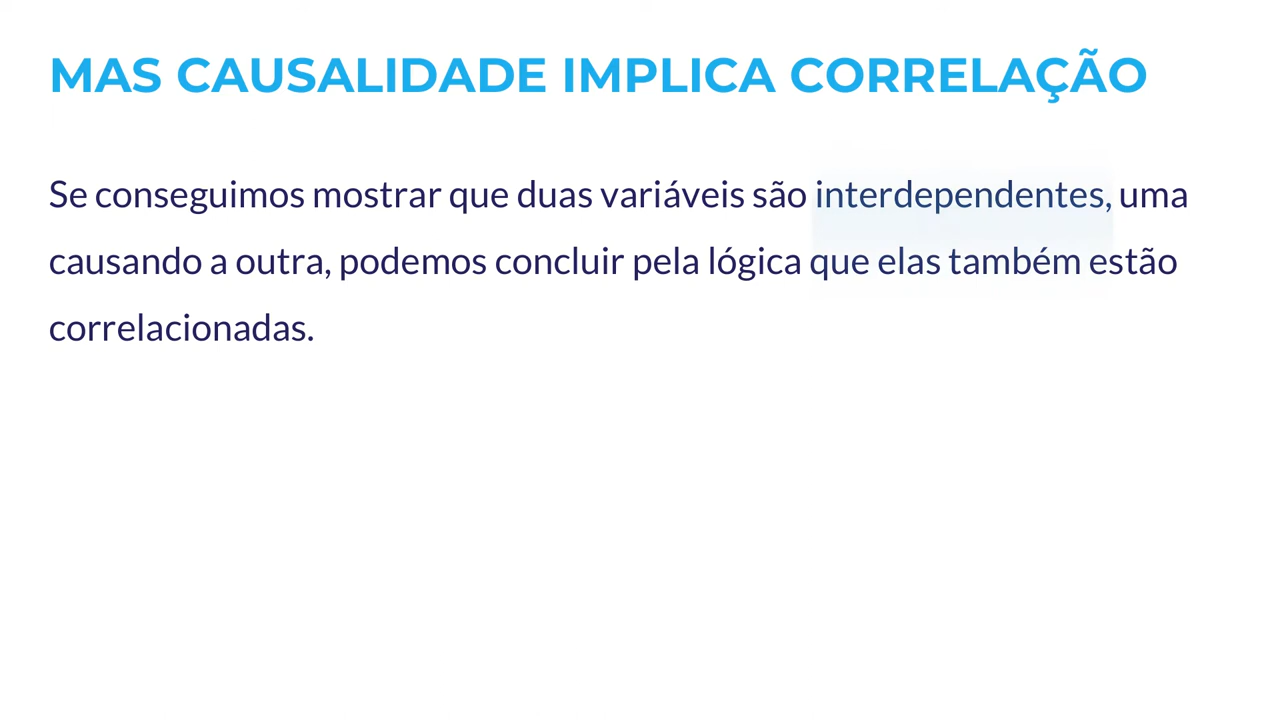 MAS CAUSALIDADE IMPLICA CORRELAÇÃO
Se conseguimos mostrar que duas variáveis são interdependentes, uma
causando a outra, podemos concluir pela lógica que elas também estão
correlacionadas.